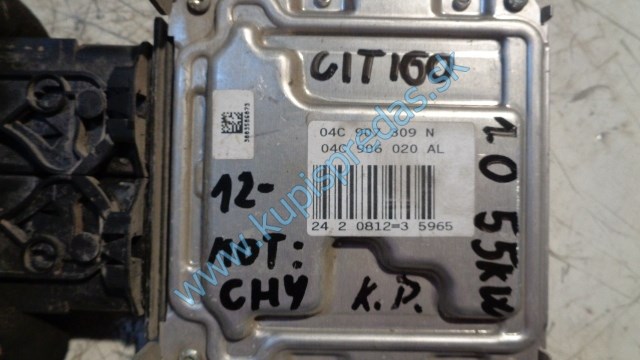 CITIGO
04C 907 309 N
04C 906 020 AL
24 2 0812=3 5965
12-
MOT:
CHY
K.P.
1 0 55kW
www.kupispredas.sk